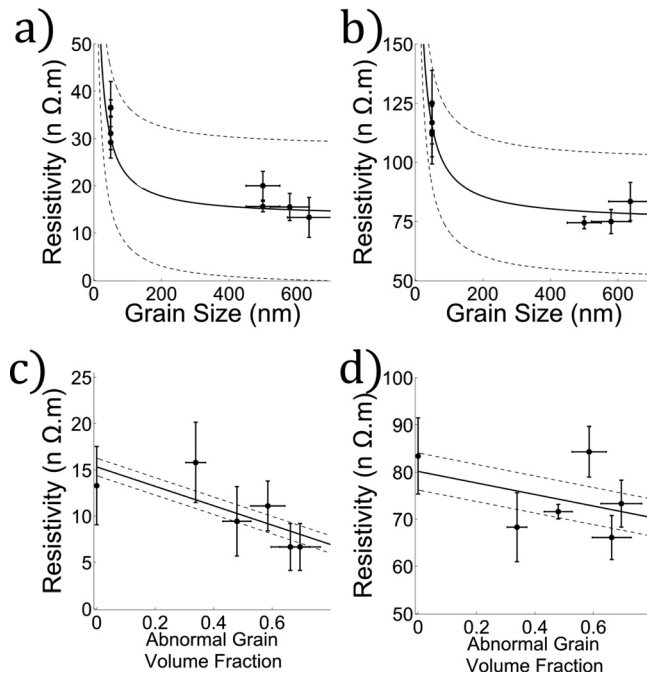 a)
50
40
30
20
10
0
Resistivity (n Ω.m)
0 200 400 600
Grain Size (nm)
b)
150
125
100
75
50
Resistivity (n Ω.m)
0 200 400 600
Grain Size (nm)
c)
25
20
15
10
5
0
Resistivity (n Ω.m)
0 0.2 0.4 0.6
Abnormal Grain
Volume Fraction
d)
100
90
80
70
60
50
Resistivity (n Ω.m)
0 0.2 0.4 0.6
Abnormal Grain
Volume Fraction